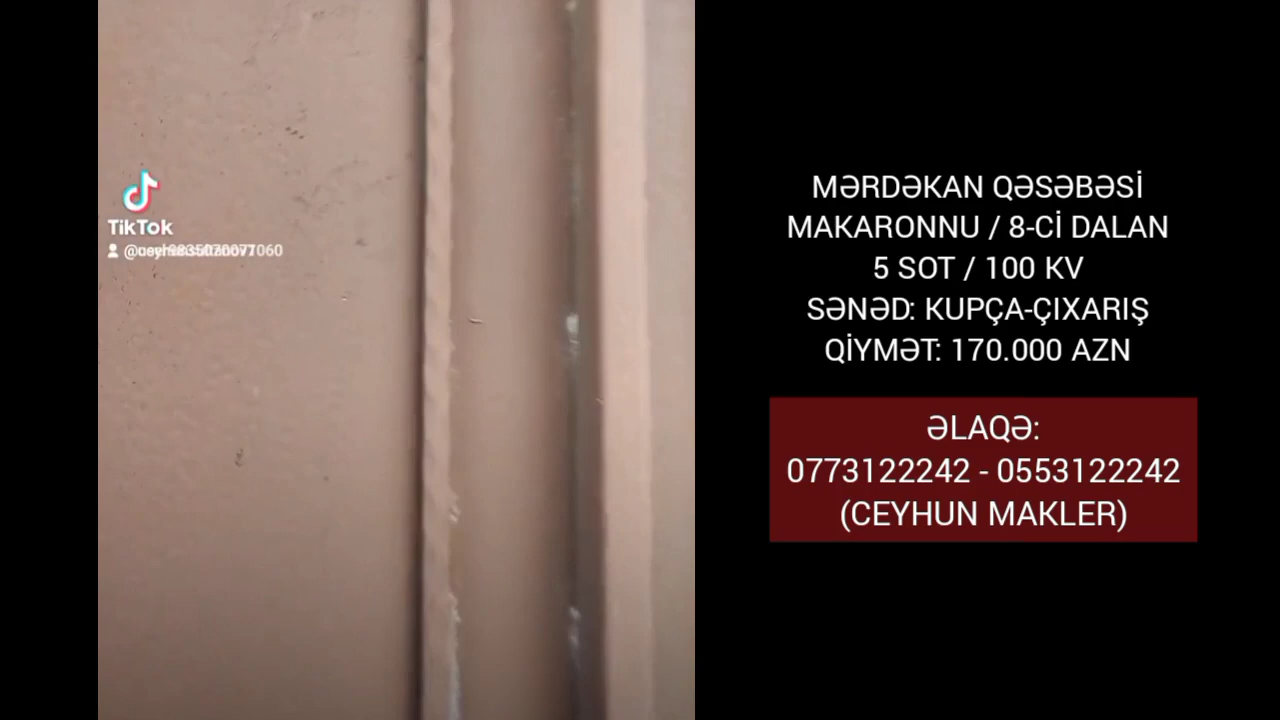 TikTok
MƏRDƏKAN QƏSƏBƏSİ
MAKARONNU / 8-Cİ DALAN
5 SOT / 100 KV
SƏNƏD: KUPÇA-ÇIXARIŞ
QİYMƏT: 170.000 AZN
ƏLAQƏ:
0773122242 - 0553122242
(CEYHUN MAKLER)